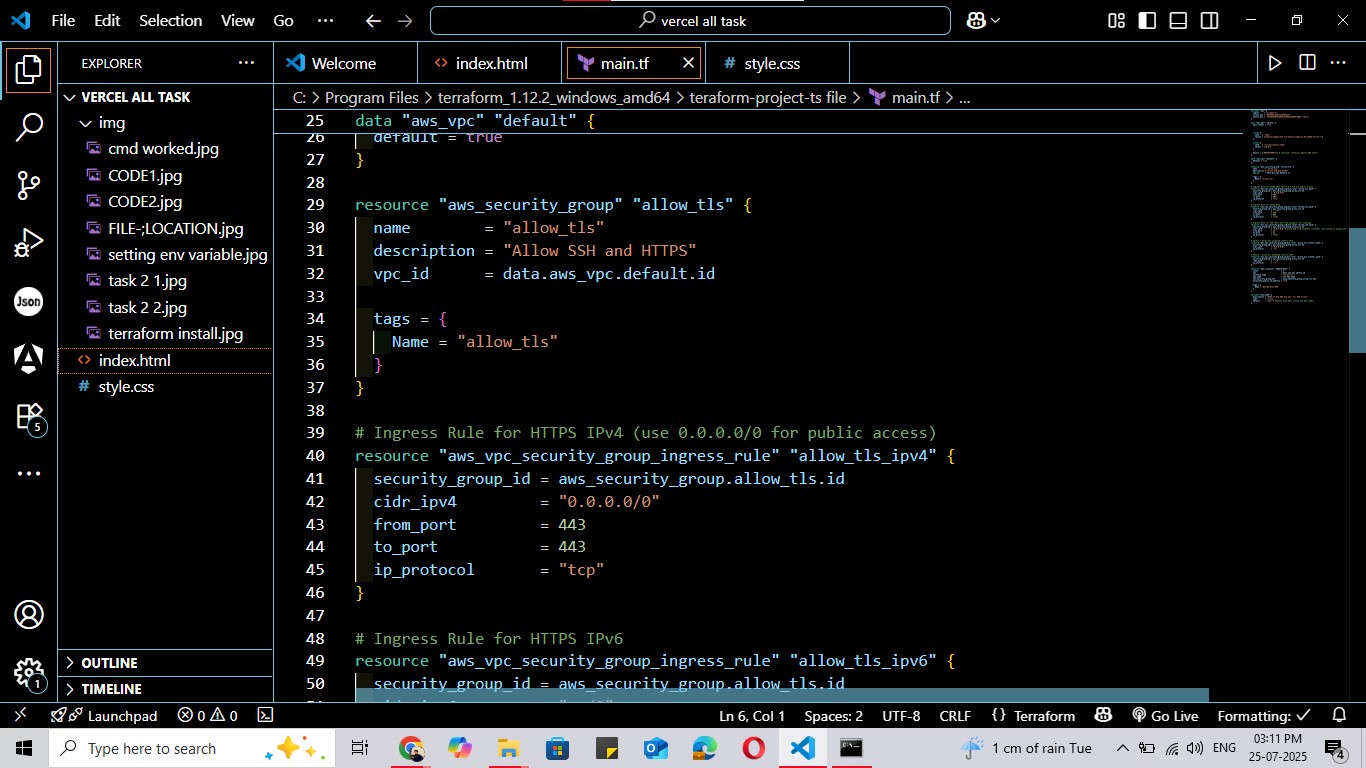 File Edit Selection View Go ··· vercel all task
EXPLORER ···
Welcome
index.html
main.tf
style.css
VERCEL ALL TASK
img
cmd worked.jpg
CODE1.jpg
CODE2.jpg
FILE-;LOCATION.jpg
setting env variable.jpg
task 2 1.jpg
task 2 2.jpg
terraform install.jpg
index.html
style.css
Json
5
1
OUTLINE
TIMELINE
C: > Program Files > terraform_1.12.2_windows_amd64 > teraform-project-ts file > main.tf > ...
25 data "aws_vpc" "default" {
26 default = true
27 }
28
29 resource "aws_security_group" "allow_tls" {
30 name = "allow_tls"
31 description = "Allow SSH and HTTPS"
32 vpc_id = data.aws_vpc.default.id
33
34 tags = {
35 Name = "allow_tls"
36 }
37 }
38
39 # Ingress Rule for HTTPS IPv4 (use 0.0.0.0/0 for public access)
40 resource "aws_vpc_security_group_ingress_rule" "allow_tls_ipv4" {
41 security_group_id = aws_security_group.allow_tls.id
42 cidr_ipv4 = "0.0.0.0/0"
43 from_port = 443
44 to_port = 443
45 ip_protocol = "tcp"
46 }
47
48 # Ingress Rule for HTTPS IPv6
49 resource "aws_vpc_security_group_ingress_rule" "allow_tls_ipv6" {
50 security_group_id = aws_security_group.allow_tls.id
Launchpad 0 0 Ln 6, Col 1 Spaces: 2 UTF-8 CRLF {} Terraform Go Live Formatting: ✓
Type here to search 1 cm of rain Tue ENG 03:11 PM
25-07-2025
4